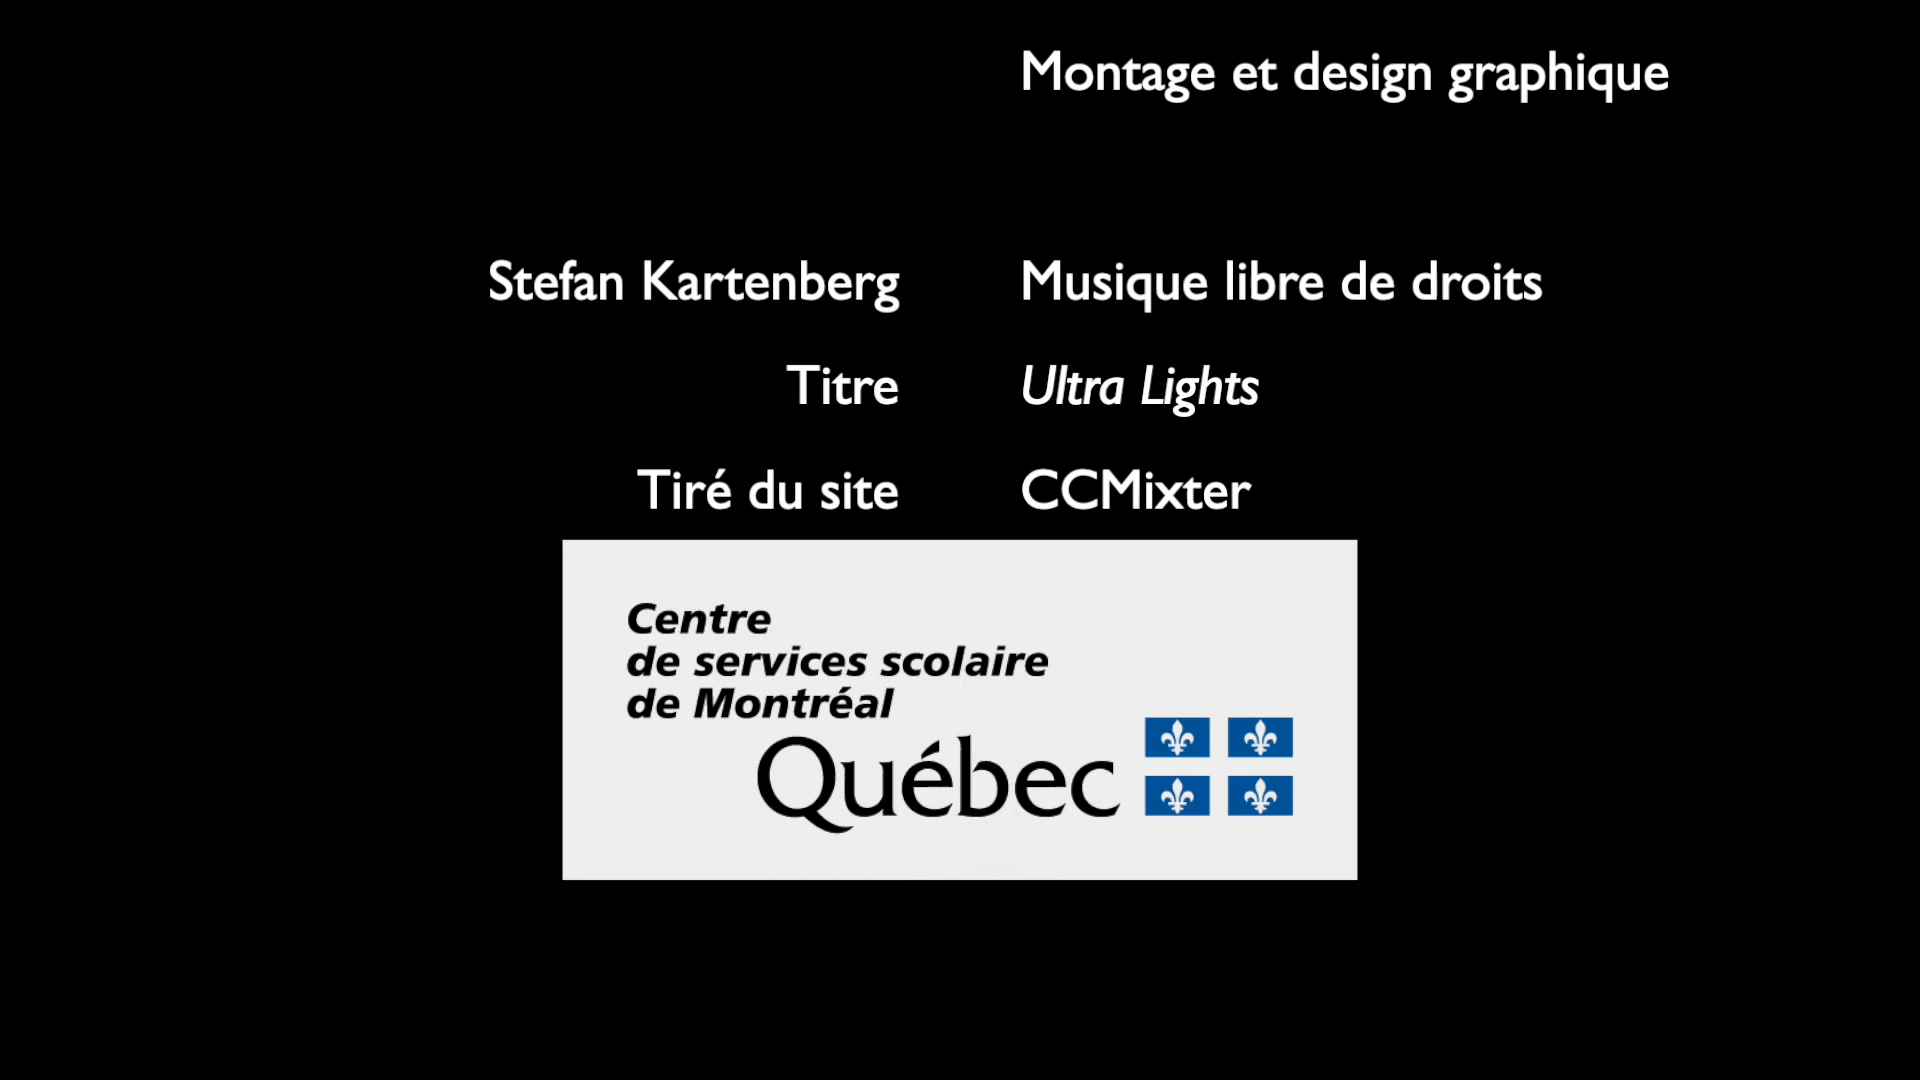 Montage et design graphique
Stefan Kartenberg Musique libre de droits
Titre Ultra Lights
Tiré du site CCMixter
Centre
de services scolaire
de Montréal
Québec